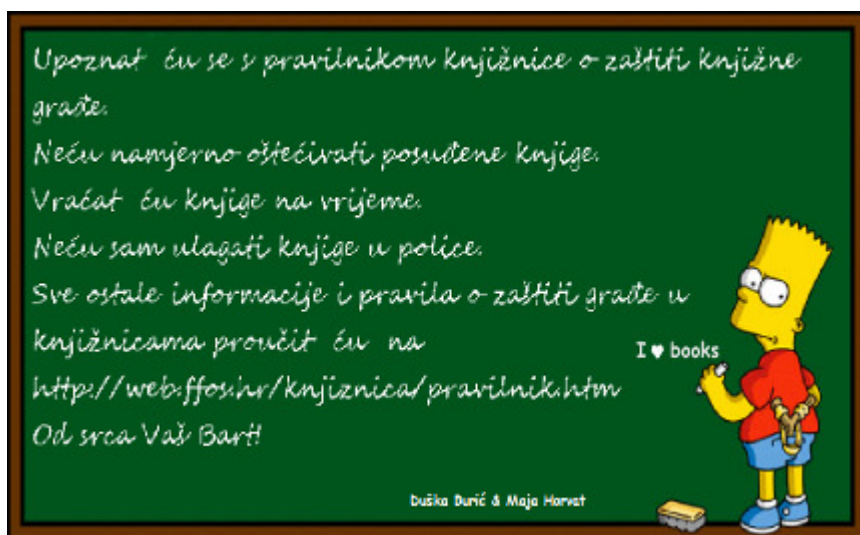 Upoznat ću se s pravilnikom knjižnice o zaštiti knjižne
građe.
Neću namjerno oštećivati posuđene knjige.
Vraćat ću knjige na vrijeme.
Neću sam ulagati knjige u police.
Sve ostale informacije i pravila o zaštiti građe u
knjižnicama proučit ću na
http://web.ffos.hr/knjiznica/pravilnik.htm
Od srca Vaš Bart!
I ♥ books
Duška Đurić & Maja Horvat